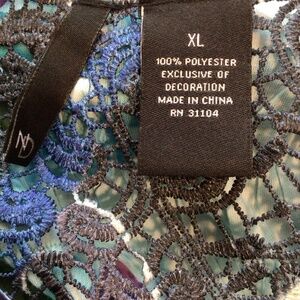 XL
100% POLYESTER
EXCLUSIVE OF
DECORATION
MADE IN CHINA
RN 31104